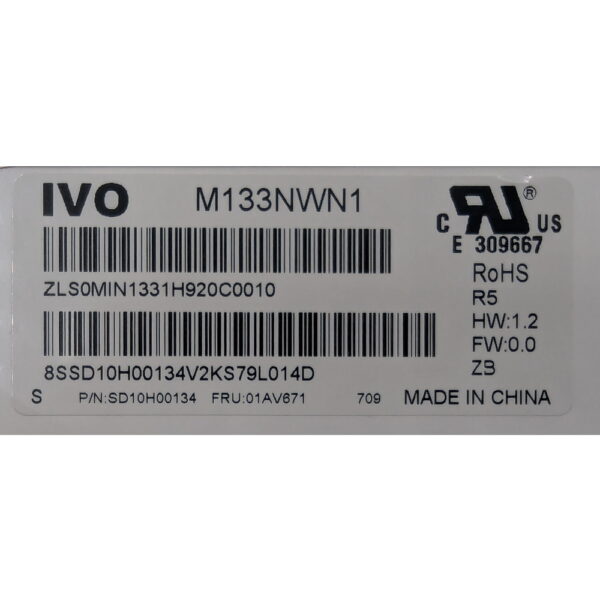 IVO M133NWN1
C RU ® US
E 309667
ZLS0MIN1331H920C0010
RoHS
R5
HW:1.2
FW:0.0
ZB
8SSD10H00134V2KS79L014D
S P/N:SD10H00134 FRU:01AV671 709 MADE IN CHINA